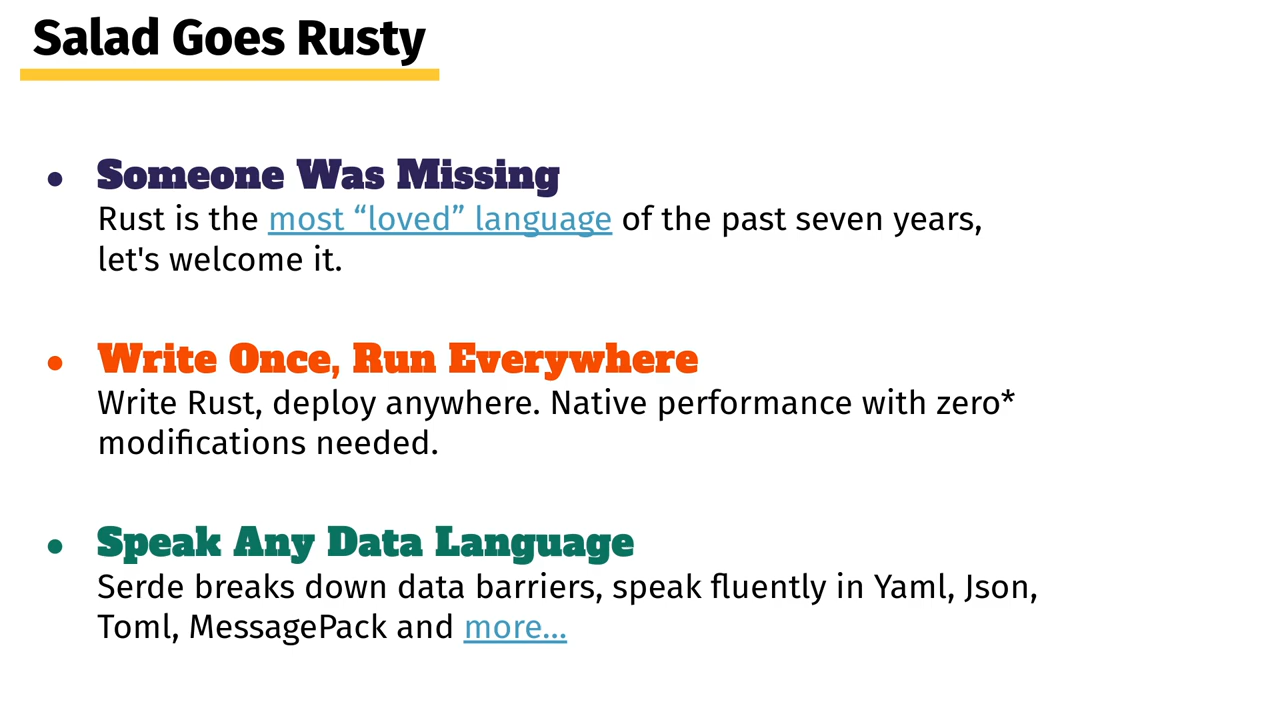 Salad Goes Rusty
● Someone Was Missing
Rust is the most “loved” language of the past seven years,
let's welcome it.
● Write Once, Run Everywhere
Write Rust, deploy anywhere. Native performance with zero*
modifications needed.
● Speak Any Data Language
Serde breaks down data barriers, speak fluently in Yaml, Json,
Toml, MessagePack and more...